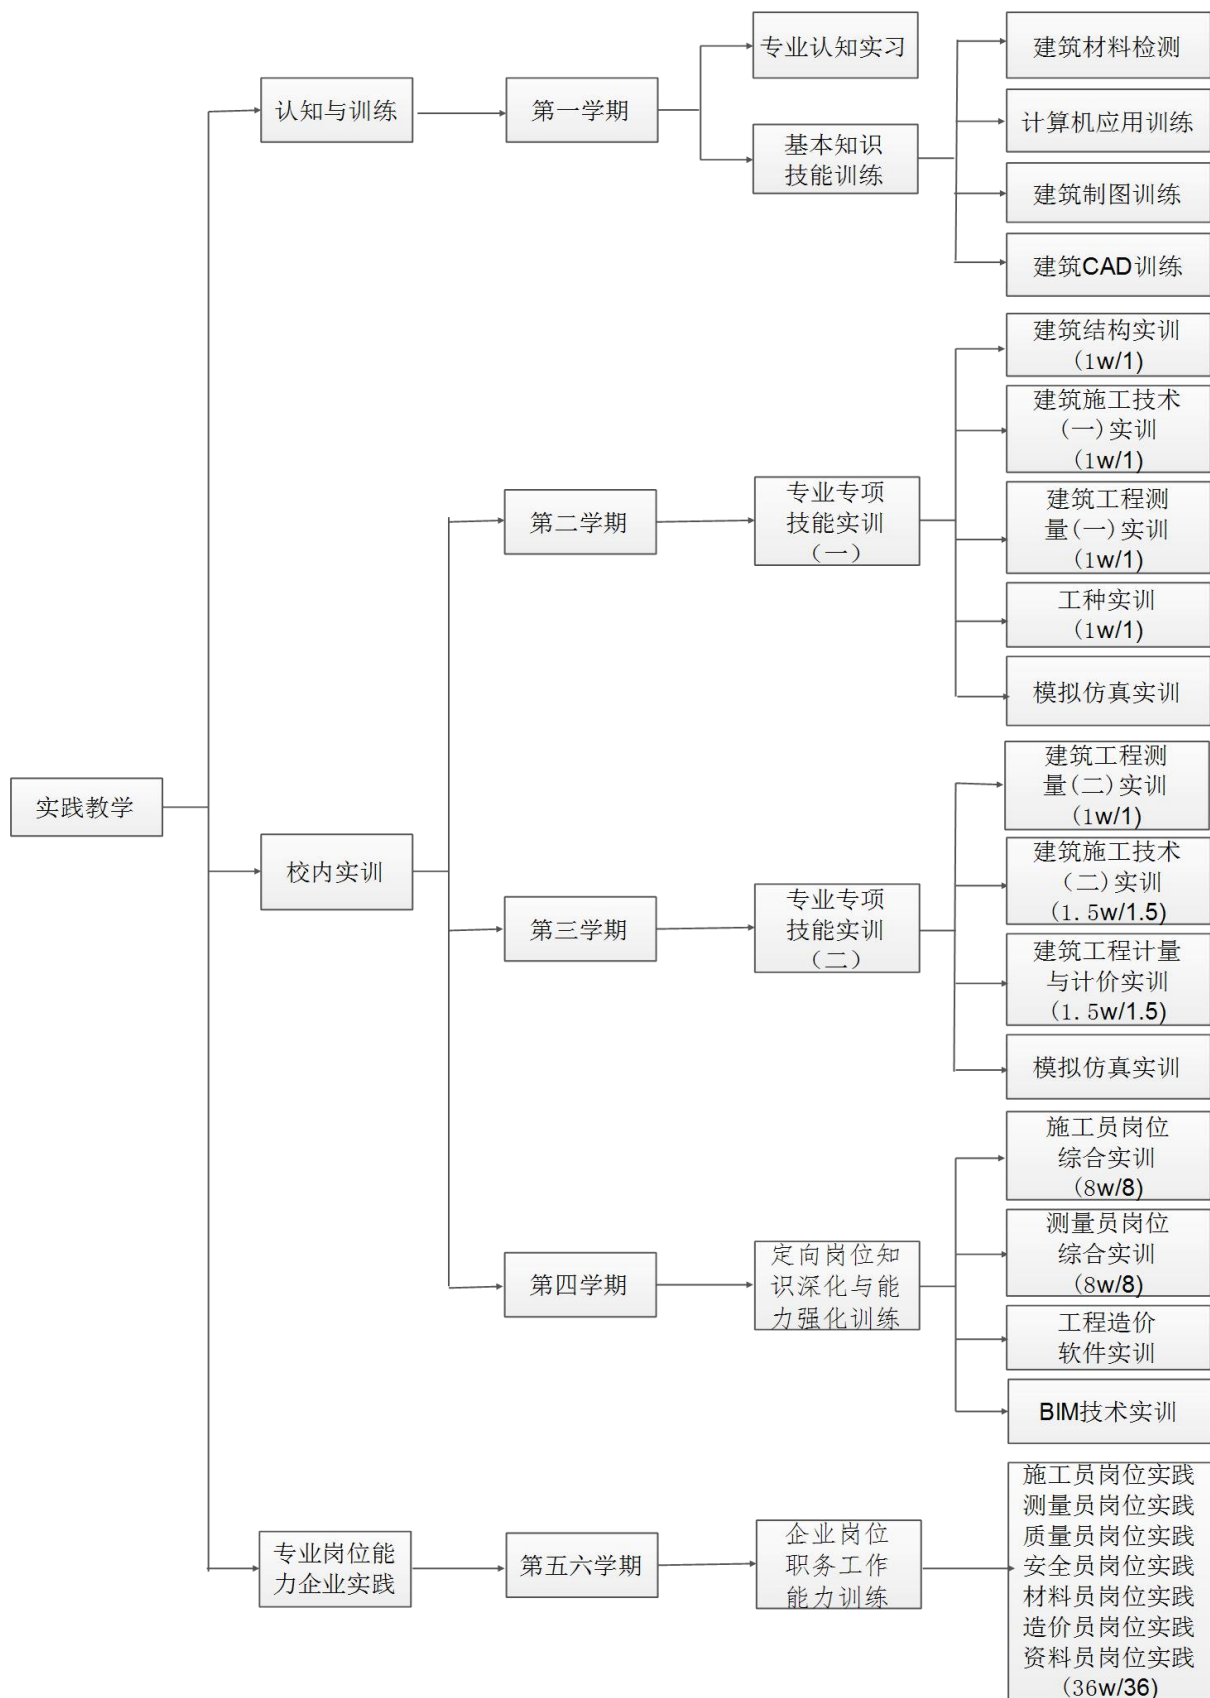 实践教学
认知与训练
第一学期
专业认知实习
基本知识
技能训练
建筑材料检测
计算机应用训练
建筑制图训练
建筑CAD训练
校内实训
第二学期
专业专项
技能实训
（一）
建筑结构实训
(1w/1)
建筑施工技术
(一)实训
(1w/1)
建筑工程测
量(一)实训
(1w/1)
工种实训
(1w/1)
模拟仿真实训
第三学期
专业专项
技能实训
（二）
建筑工程测
量(二)实训
(1w/1)
建筑施工技术
(二)实训
(1.5w/1.5)
建筑工程计量
与计价实训
(1.5w/1.5)
模拟仿真实训
第四学期
定向岗位知
识深化与能
力强化训练
施工员岗位
综合实训
(8w/8)
测量员岗位
综合实训
(8w/8)
工程造价
软件实训
BIM技术实训
专业岗位能
力企业实践
第五六学期
企业岗位
职务工作
能力训练
施工员岗位实践
测量员岗位实践
质量员岗位实践
安全员岗位实践
材料员岗位实践
造价员岗位实践
资料员岗位实践
(36w/36)